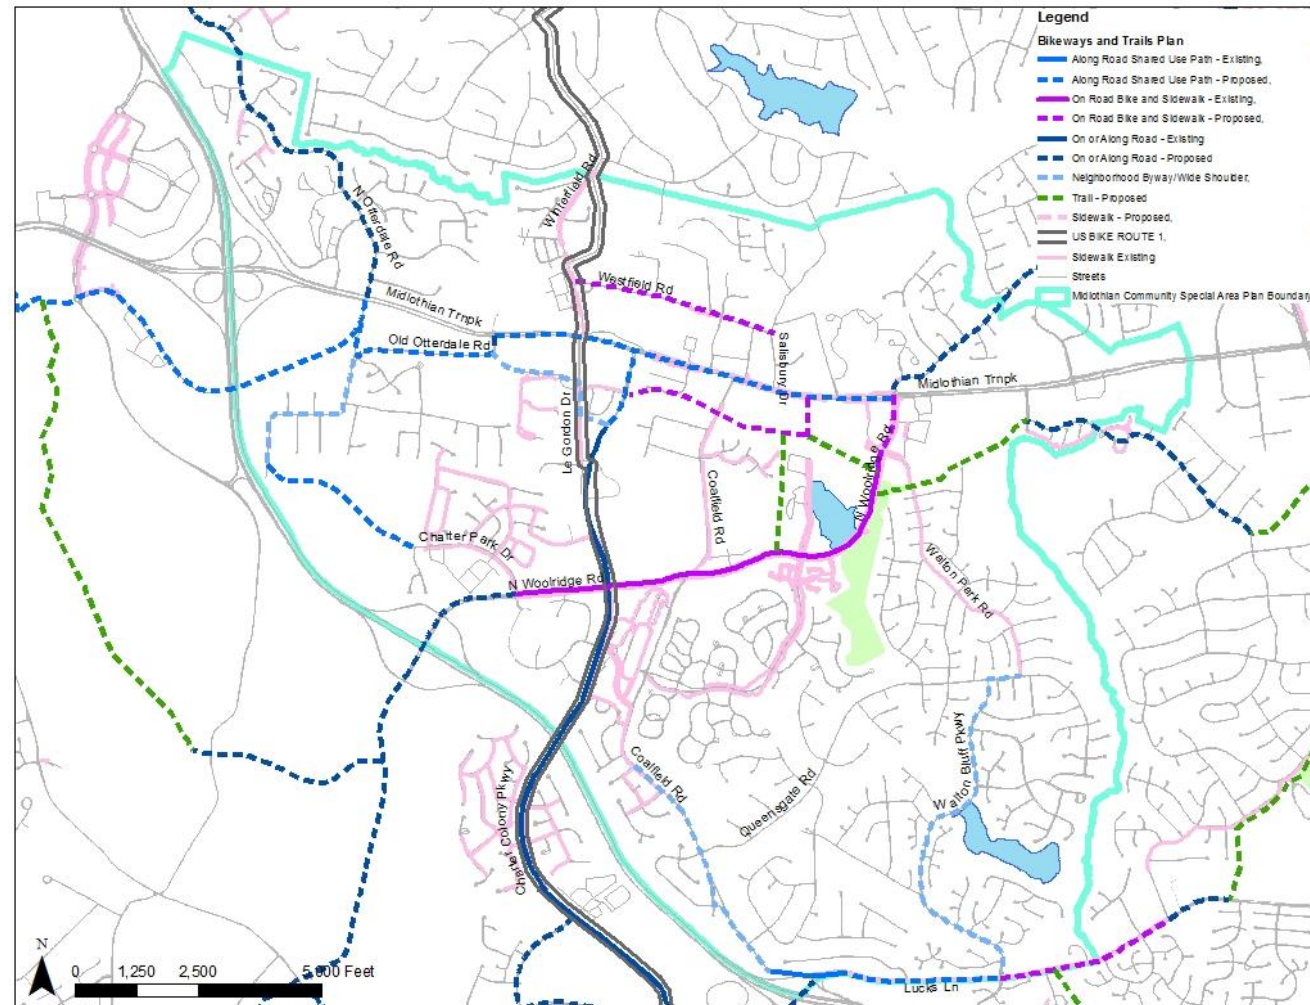 Legend
Bikeways and Trails Plan
Along Road Shared Use Path - Existing,
Along Road Shared Use Path - Proposed,
On Road Bike and Sidewalk - Existing,
On Road Bike and Sidewalk - Proposed,
On or Along Road - Existing
On or Along Road - Proposed
Neighborhood Byway/Wide Shoulder,
Trail - Proposed
Sidewalk - Proposed,
US BIKE ROUTE 1,
Sidewalk Existing
Streets
Midlothian Community Special Area Plan Boundar
Winterfield Rd
N Otterdale Rd
Westfield Rd
Midlothian Trnpk
Old Otterdale Rd
Salisbury Dr
Midlothian Trnpk
Le Gordon Dr
N Woolridge Rd
Coalfield Rd
Charter Park Dr
N Woolridge Rd
Walton Park Rd
Walton Bluff Pkwy
Coalfield Rd
Queensgate Rd
Charter Colony Pkwy
Lucks Ln
N
0 1,250 2,500 5,000 Feet